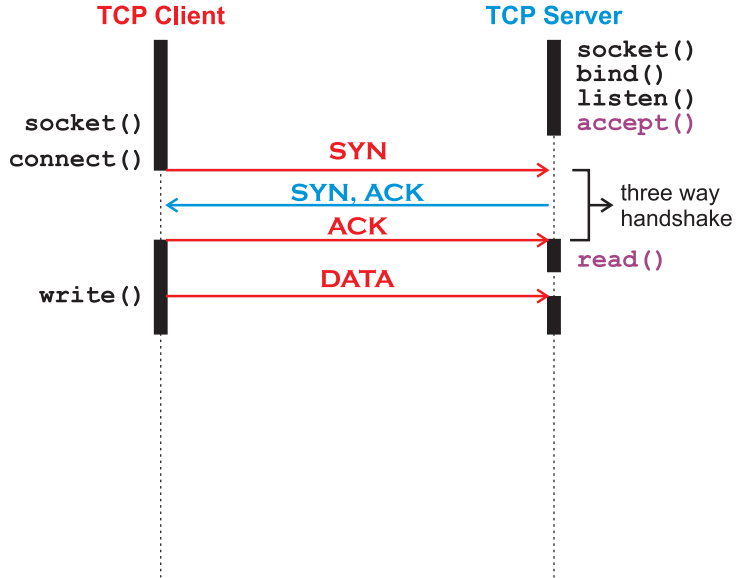 TCP Client
TCP Server
socket()
bind()
listen()
accept()
socket()
connect()
SYN
SYN, ACK
three way
handshake
ACK
read()
DATA
write()